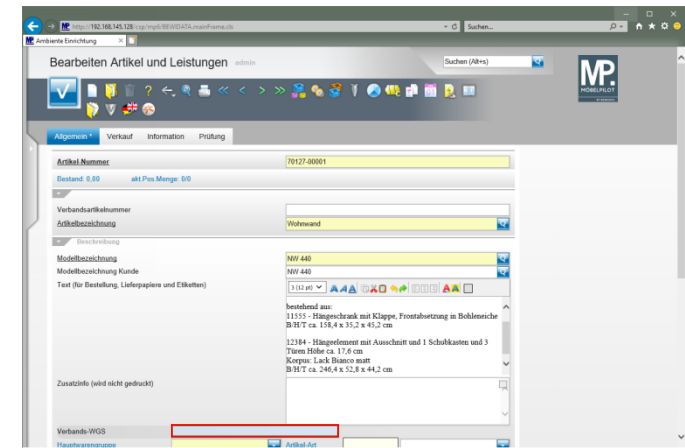 http://192.168.145.128/csp/mp6/BEWIDATA.mainFrame.cls
Suchen...
Ambiente Einrichtung
Bearbeiten Artikel und Leistungen admin
Suchen (Alt+s)
MP.
MÖBELPILOT
Allgemein * Verkauf Information Prüfung
Artikel-Nummer 70127-00001
Bestand: 0,00 akt.Pos.Menge: 0/0
Verbandsartikelnummer
Artikelbezeichnung Wohnwand
Beschreibung
Modellbezeichnung NW 440
Modellbezeichnung Kunde NW 440
Text (für Bestellung, Lieferpapiere und Etiketten) 3 (12 pt)
bestehend aus:
11555 - Hängeschrank mit Klappe, Frontabsetzung in Bohleneiche
B/H/T ca. 158,4 x 35,2 x 45,2 cm
12384 - Hängeelement mit Ausschnitt und 1 Schubkasten und 3
Türen Höhe ca. 17,6 cm
Korpus: Lack Bianco matt
B/H/T ca. 246,4 x 52,8 x 44,2 cm
Zusatzinfo (wird nicht gedruckt)
Verbands-WGS
Hauptwarengruppe Artikel-Art